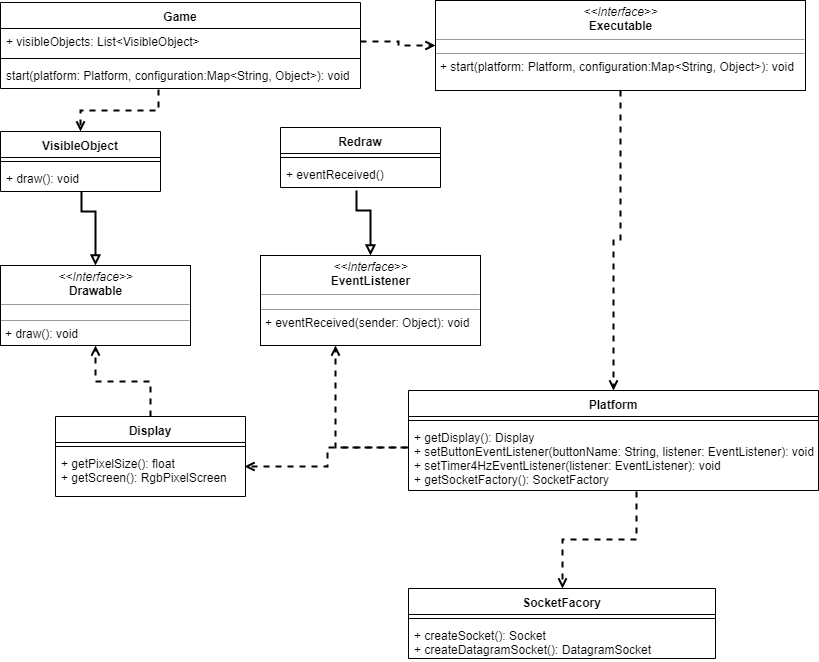 Game
+ visibleObjects: List<VisibleObject>
start(platform: Platform, configuration:Map<String, Object>): void
<<Interface>>
Executable
+ start(platform: Platform, configuration:Map<String, Object>): void
VisibleObject
+ draw(): void
Redraw
+ eventReceived()
<<Interface>>
Drawable
+ draw(): void
<<Interface>>
EventListener
+ eventReceived(sender: Object): void
Display
+ getPixelSize(): float
+ getScreen(): RgbPixelScreen
Platform
+ getDisplay(): Display
+ setButtonEventListener(buttonName: String, listener: EventListener): void
+ setTimer4HzEventListener(listener: EventListener): void
+ getSocketFactory(): SocketFactory
SocketFacory
+ createSocket(): Socket
+ createDatagramSocket(): DatagramSocket